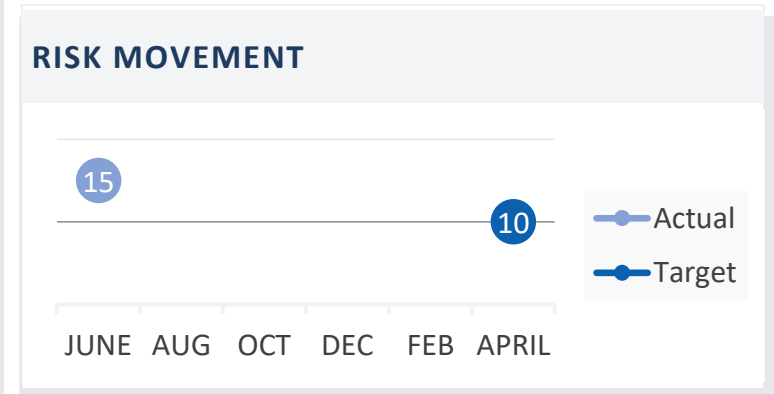 RISK MOVEMENT
15
10
Actual
Target
JUNE AUG OCT DEC FEB APRIL